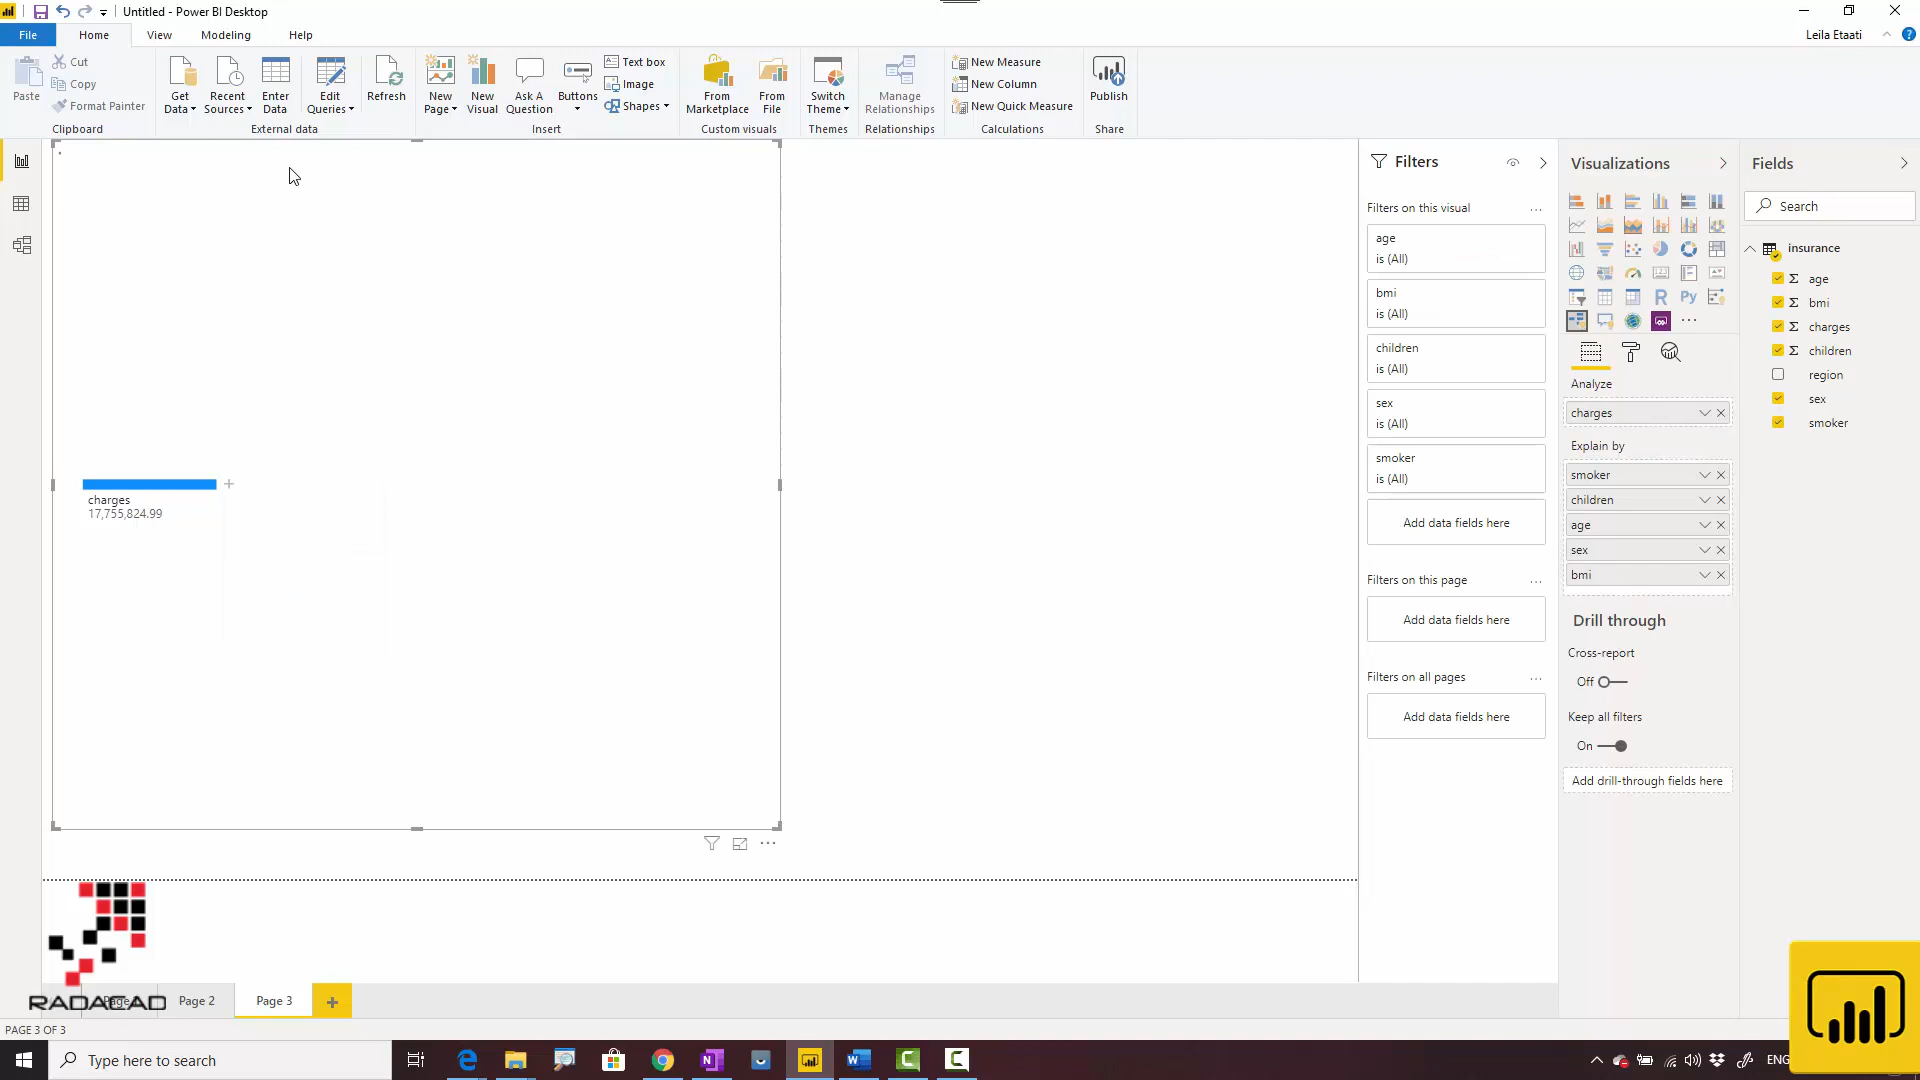 Untitled - Power BI Desktop
File Home View Modeling Help
Leila Etaati
Paste
Cut
Copy
Format Painter
Clipboard
Get Data
Recent Sources
Enter Data
Edit Queries
Refresh
External data
New Page
New Visual
Ask A Question
Buttons
Text box
Image
Shapes
Insert
From Marketplace
From File
Custom visuals
Switch Theme
Themes
Manage Relationships
Relationships
New Measure
New Column
New Quick Measure
Calculations
Publish
Share
charges
17,755,824.99
Filters
Filters on this visual
age
is (All)
bmi
is (All)
children
is (All)
sex
is (All)
smoker
is (All)
Add data fields here
Filters on this page
Add data fields here
Filters on all pages
Add data fields here
Visualizations
R Py
123
Analyze
charges
Explain by
smoker
children
age
sex
bmi
Drill through
Cross-report
Off
Keep all filters
On
Add drill-through fields here
Fields
Search
insurance
age
bmi
charges
children
region
sex
smoker
RADACAD
Page 2
Page 3
PAGE 3 OF 3
Type here to search
ENG